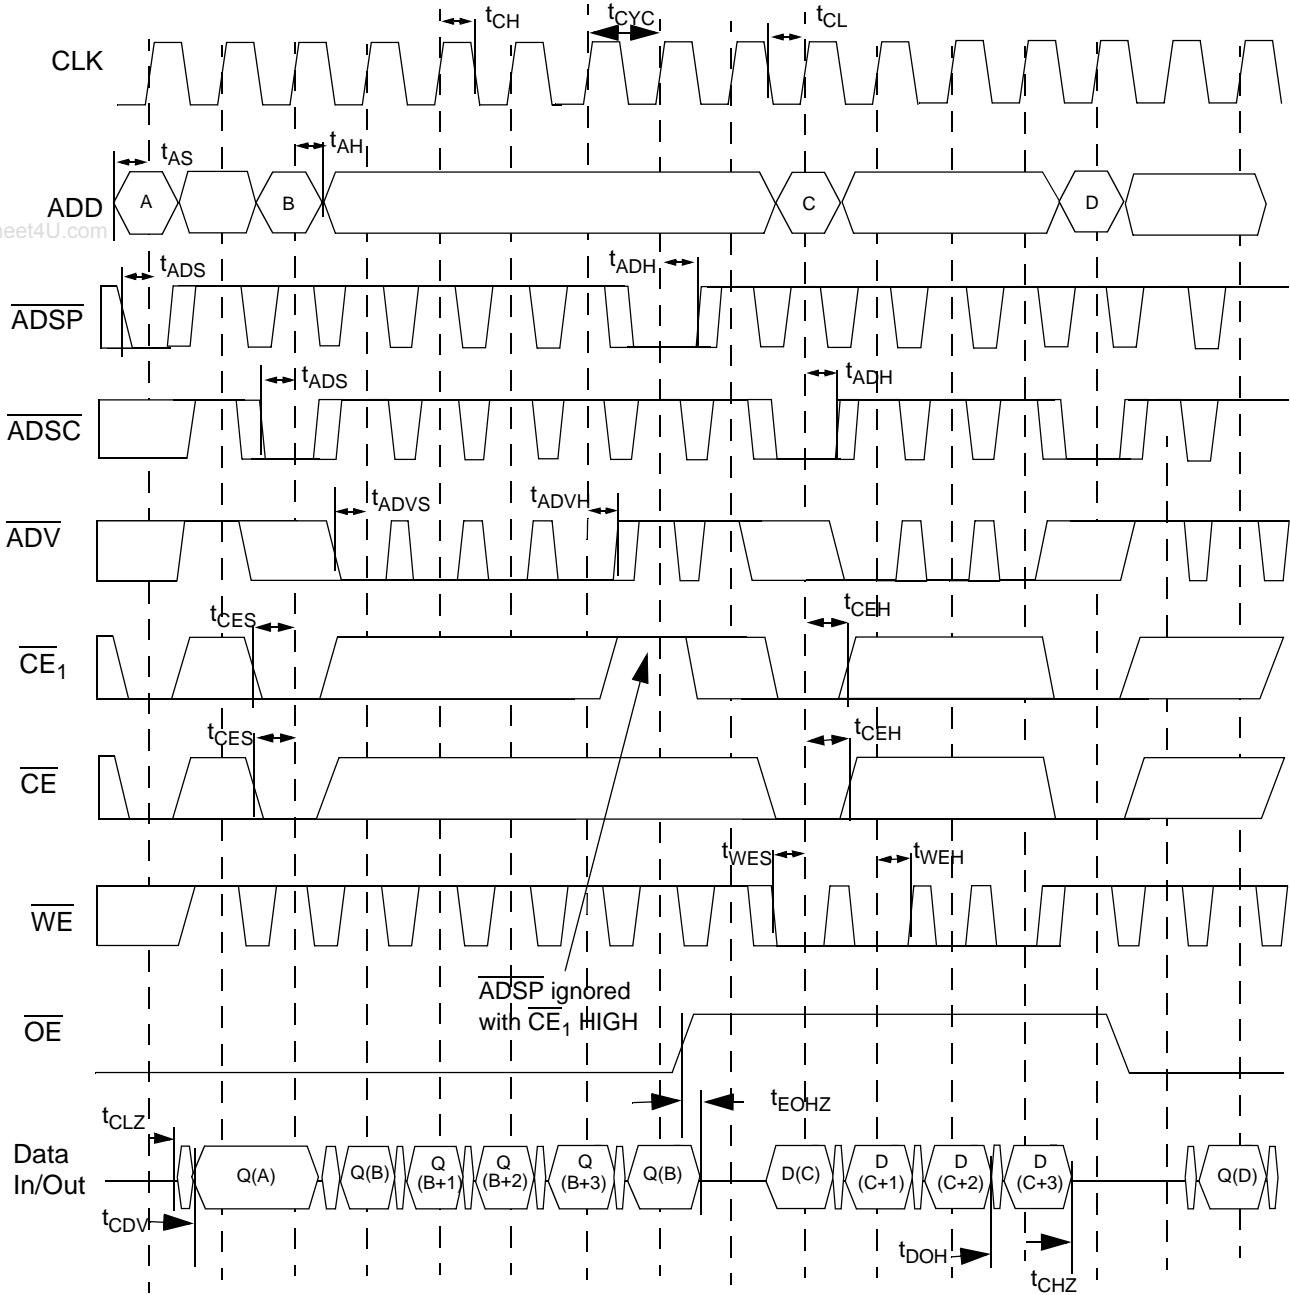 tCH
tCYC
tCL
CLK
tAS
tAH
ADD
A
B
C
D
neet4U.com
tADS
tADH
ADSP
tADS
tADH
ADSC
tADVS
tADVH
ADV
tCES
tCEH
CE1
tCES
tCEH
CE
tWES
tWEH
WE
ADSP ignored
with CE1 HIGH
OE
tEOHZ
tCLZ
Data
In/Out
Q(A)
Q(B)
Q
(B+1)
Q
(B+2)
Q
(B+3)
Q(B)
D(C)
D
(C+1)
D
(C+2)
D
(C+3)
Q(D)
tCDV
tDOH
tCHZ